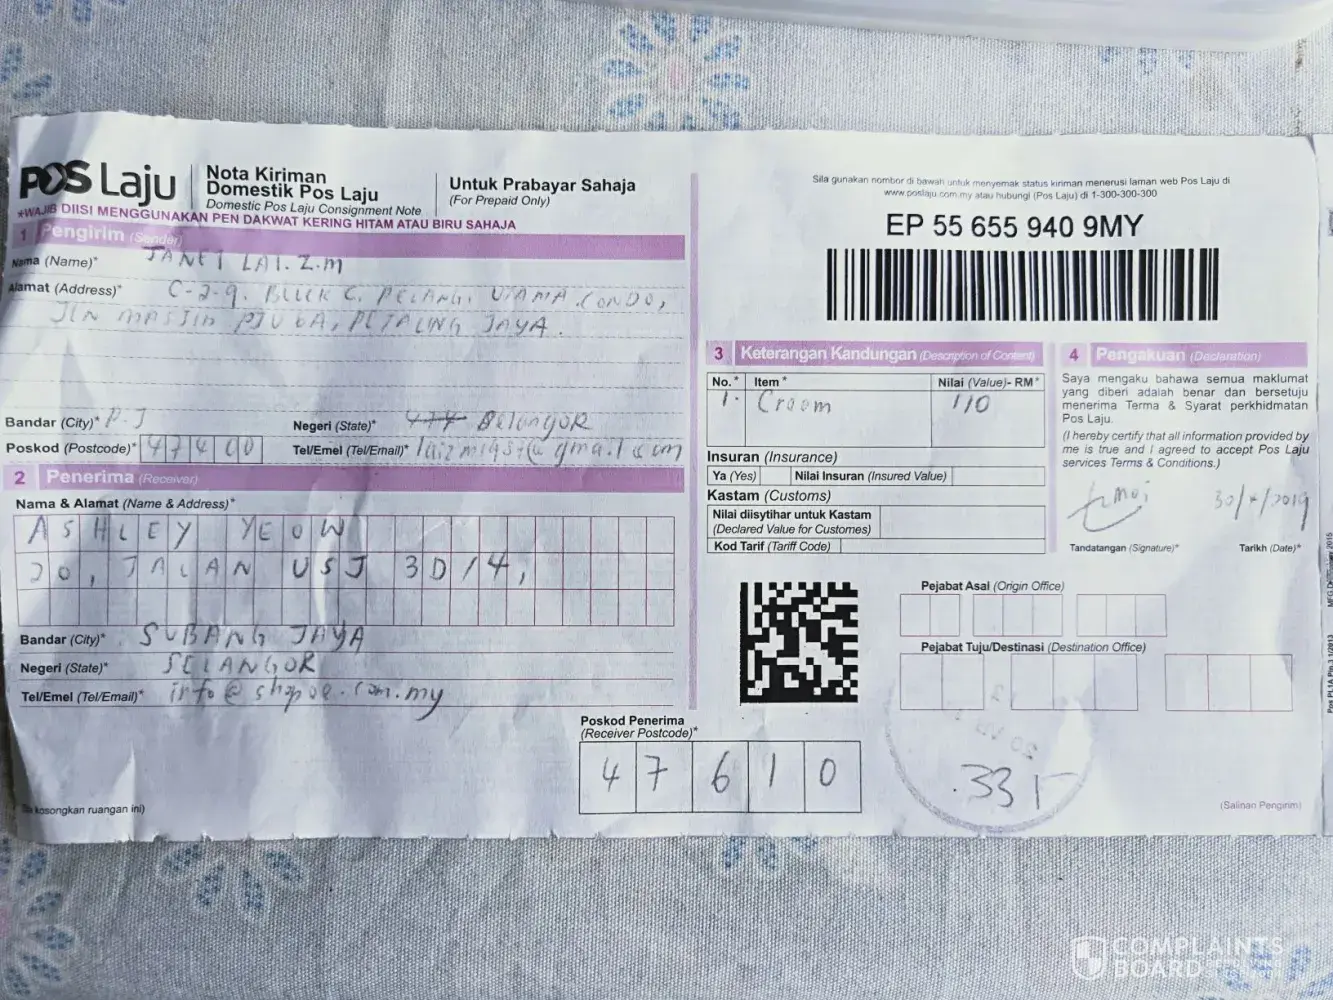 POS Laju
Nota Kiriman
Domestik Pos Laju
Domestic Pos Laju Consignment Note
Untuk Prabayar Sahaja
(For Prepaid Only)
*WAJIB DIISI MENGGUNAKAN PEN DAKWAT KERING HITAM ATAU BIRU SAHAJA
1 Pengirim (Sender)
Nama (Name)* JANET LAI. Z.M
Alamat (Address)* C-2-9. BLOCK C, PELANGI UTAMA CONDO,
JLN MASJID PJU 6A, PETALING JAYA.
Bandar (City)* P.J
Negeri (State)* Selangor
Poskod (Postcode)* 47400
Tel/Emel (Tel/Email)*
2 Penerima (Receiver)
Nama & Alamat (Name & Address)*
ASHLEY YEOW
20, JALAN USJ 3D/4,
Bandar (City)* SUBANG JAYA
Negeri (State)* SELANGOR
Tel/Emel (Tel/Email)* info@shopoe.com.my
Poskod Penerima
(Receiver Postcode)*
47610
kosongkan ruangan ini)
Sila gunakan nombor di bawah untuk menyemak status kiriman menerusi laman web Pos Laju di
www.poslaju.com.my atau hubungi (Pos Laju) di 1-300-300-300
EP 55 655 940 9MY
3 Keterangan Kandungan (Description of Content)
No.* Item* Nilai (Value)- RM*
1. Cream 110
Insuran (Insurance)
Ya (Yes) Nilai Insuran (Insured Value)
Kastam (Customs)
Nilai diisytihar untuk Kastam
(Declared Value for Customes)
Kod Tarif (Tariff Code)
4 Pengakuan (Declaration)
Saya mengaku bahawa semua maklumat
yang diberi adalah benar dan bersetuju
menerima Terma & Syarat perkhidmatan
Pos Laju.
(I hereby certify that all information provided by
me is true and I agree to accept Pos Laju
services Terms & Conditions.)
2019
Tandatangan (Signature)* Tarikh (Date)*
Pejabat Asal (Origin Office)
Pejabat Tuju/Destinasi (Destination Office)
(Salinan Pengirim)
COMPLAINTS
BOARD